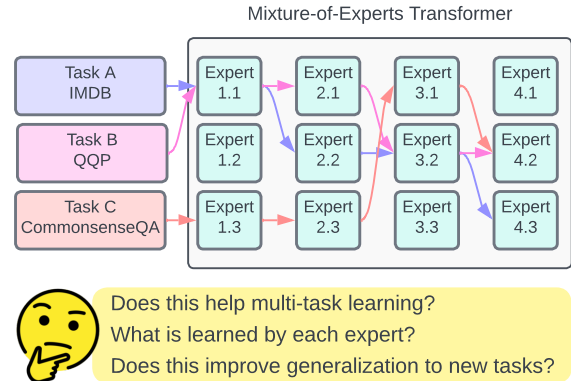 Mixture-of-Experts Transformer
Task A
IMDB
Expert
1.1
Expert
2.1
Expert
3.1
Expert
4.1
Task B
QQP
Expert
1.2
Expert
2.2
Expert
3.2
Expert
4.2
Task C
CommonsenseQA
Expert
1.3
Expert
2.3
Expert
3.3
Expert
4.3
Does this help multi-task learning?
What is learned by each expert?
Does this improve generalization to new tasks?